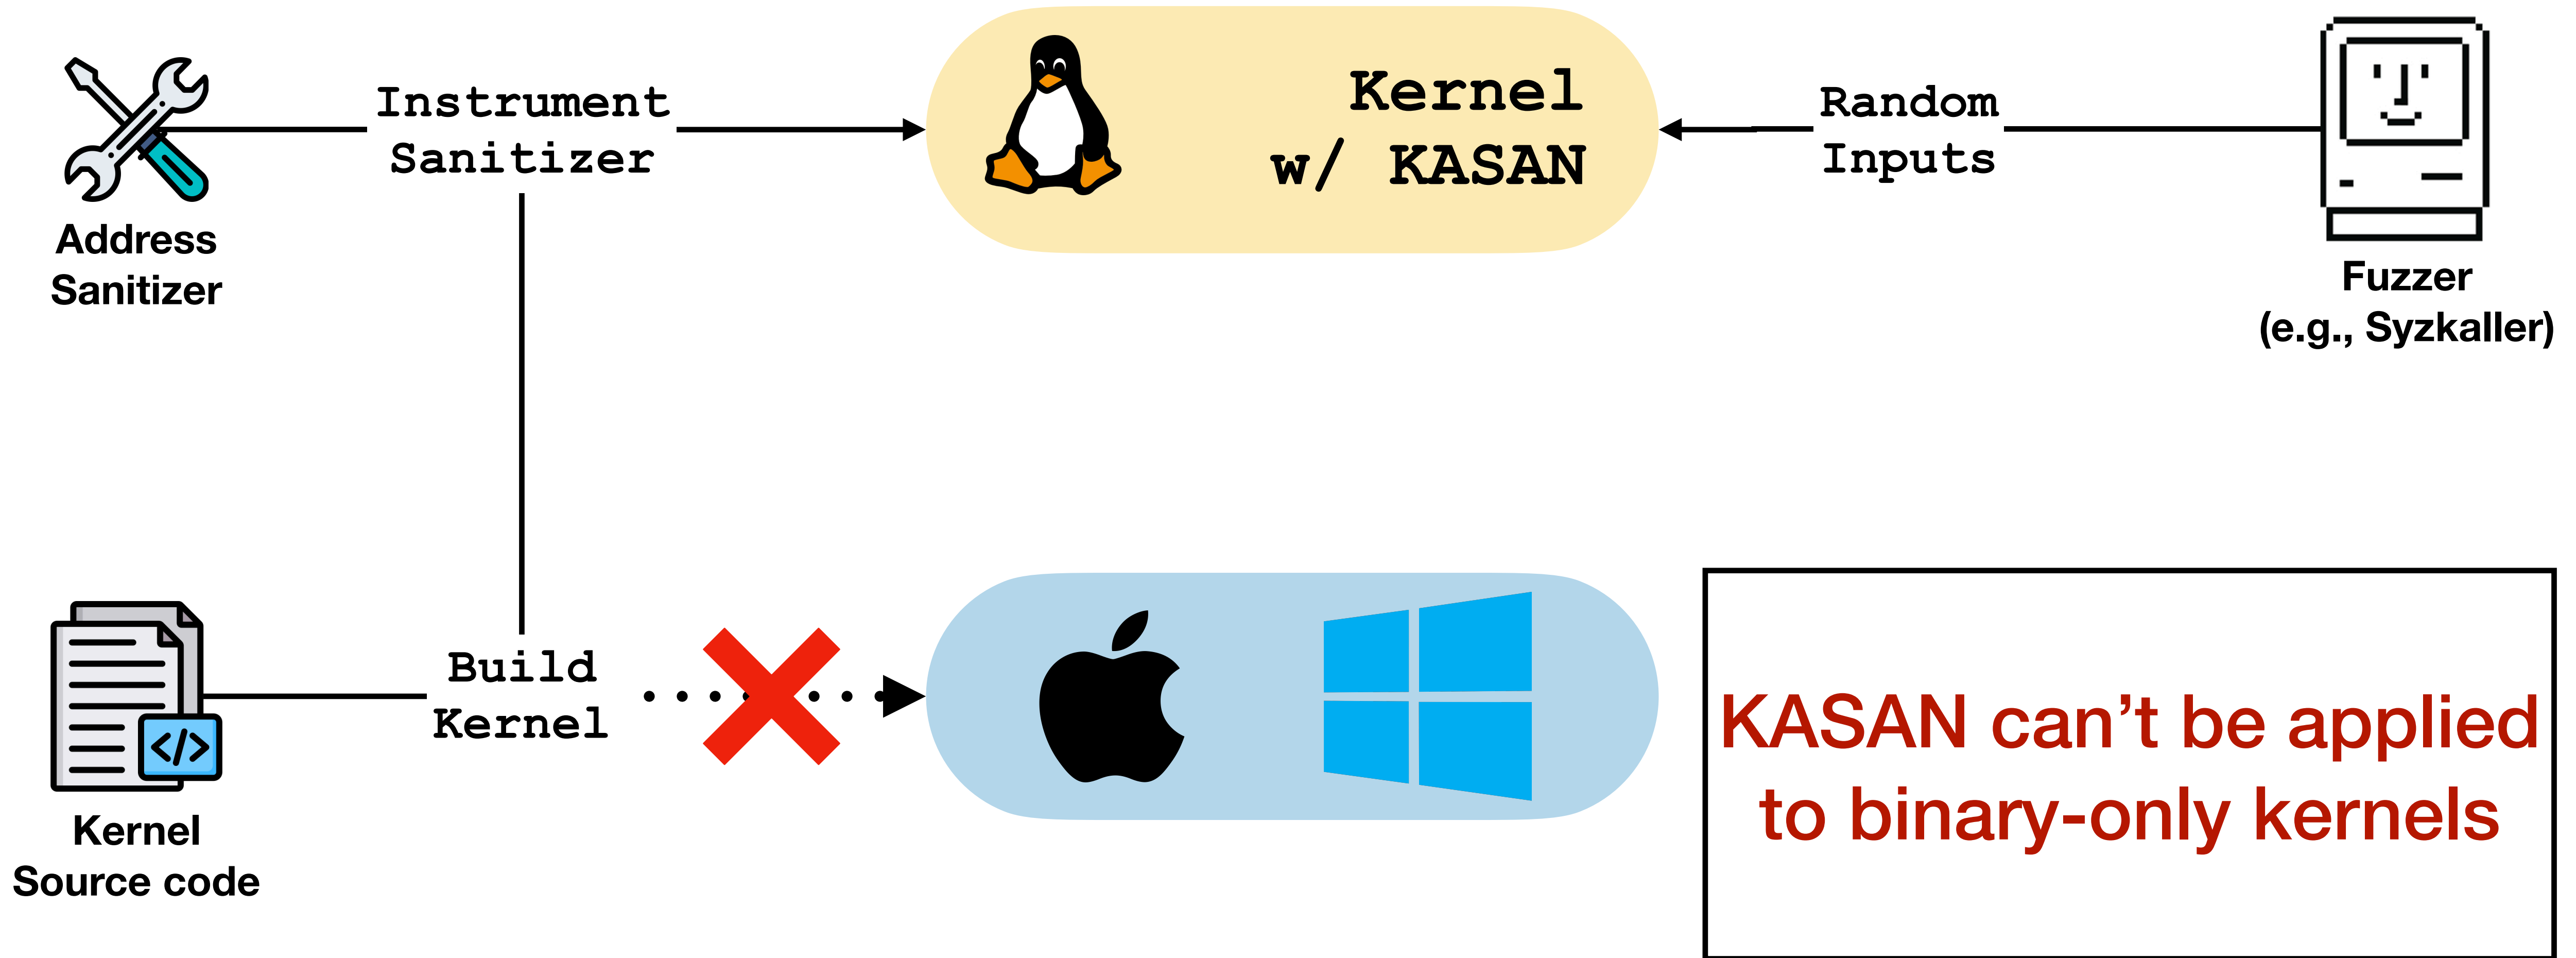 Instrument
Sanitizer
Kernel
w/ KASAN
Random
Inputs
Address
Sanitizer
Fuzzer
(e.g., Syzkaller)
Build
Kernel
</>
Kernel
Source code
KASAN can’t be applied
to binary-only kernels